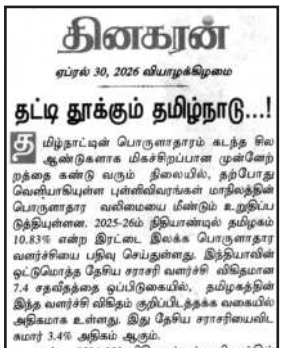 தினகரன்
ஏப்ரல் 30, 2026 வியாழக்கிழமை
தட்டி தூக்கும் தமிழ்நாடு...!
தமிழ்நாட்டின் பொருளாதாரம் கடந்த சில
ஆண்டுகளாக மிகச்சிறப்பான முன்னேற்
றத்தை கண்டு வரும் நிலையில், தற்போது
வெளியாகியுள்ள புள்ளிவிவரங்கள் மாநிலத்தின்
பொருளாதார வலிமையை மீண்டும் உறுதிப்ப
டுத்தியுள்ளன. 2025-26ம் நிதியாண்டில் தமிழகம்
10.83% என்ற இரட்டை இலக்க பொருளாதார
வளர்ச்சியை பதிவு செய்துள்ளது. இந்தியாவின்
ஒட்டுமொத்த தேசிய சராசரி வளர்ச்சி விகிதமான
7.4 சதவீதத்தை ஒப்பிடுகையில், தமிழகத்தின்
இந்த வளர்ச்சி விகிதம் குறிப்பிடத்தக்க வகையில்
அதிகமாக உள்ளது. இது தேசிய சராசரியைவிட
சுமார் 3.4% அதிகம் ஆகும்.